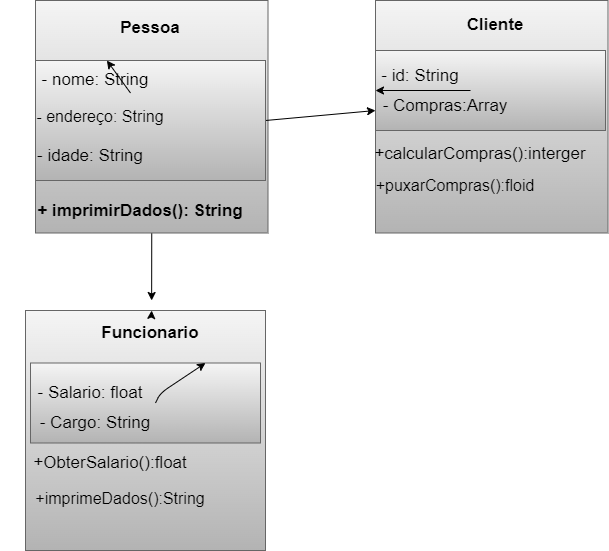 Pessoa
- nome: String
- endereço: String
- idade: String
+ imprimirDados(): String
Cliente
- id: String
- Compras:Array
+calcularCompras():interger
+puxarCompras():floid
Funcionario
- Salario: float
- Cargo: String
+ObterSalario():float
+imprimeDados():String